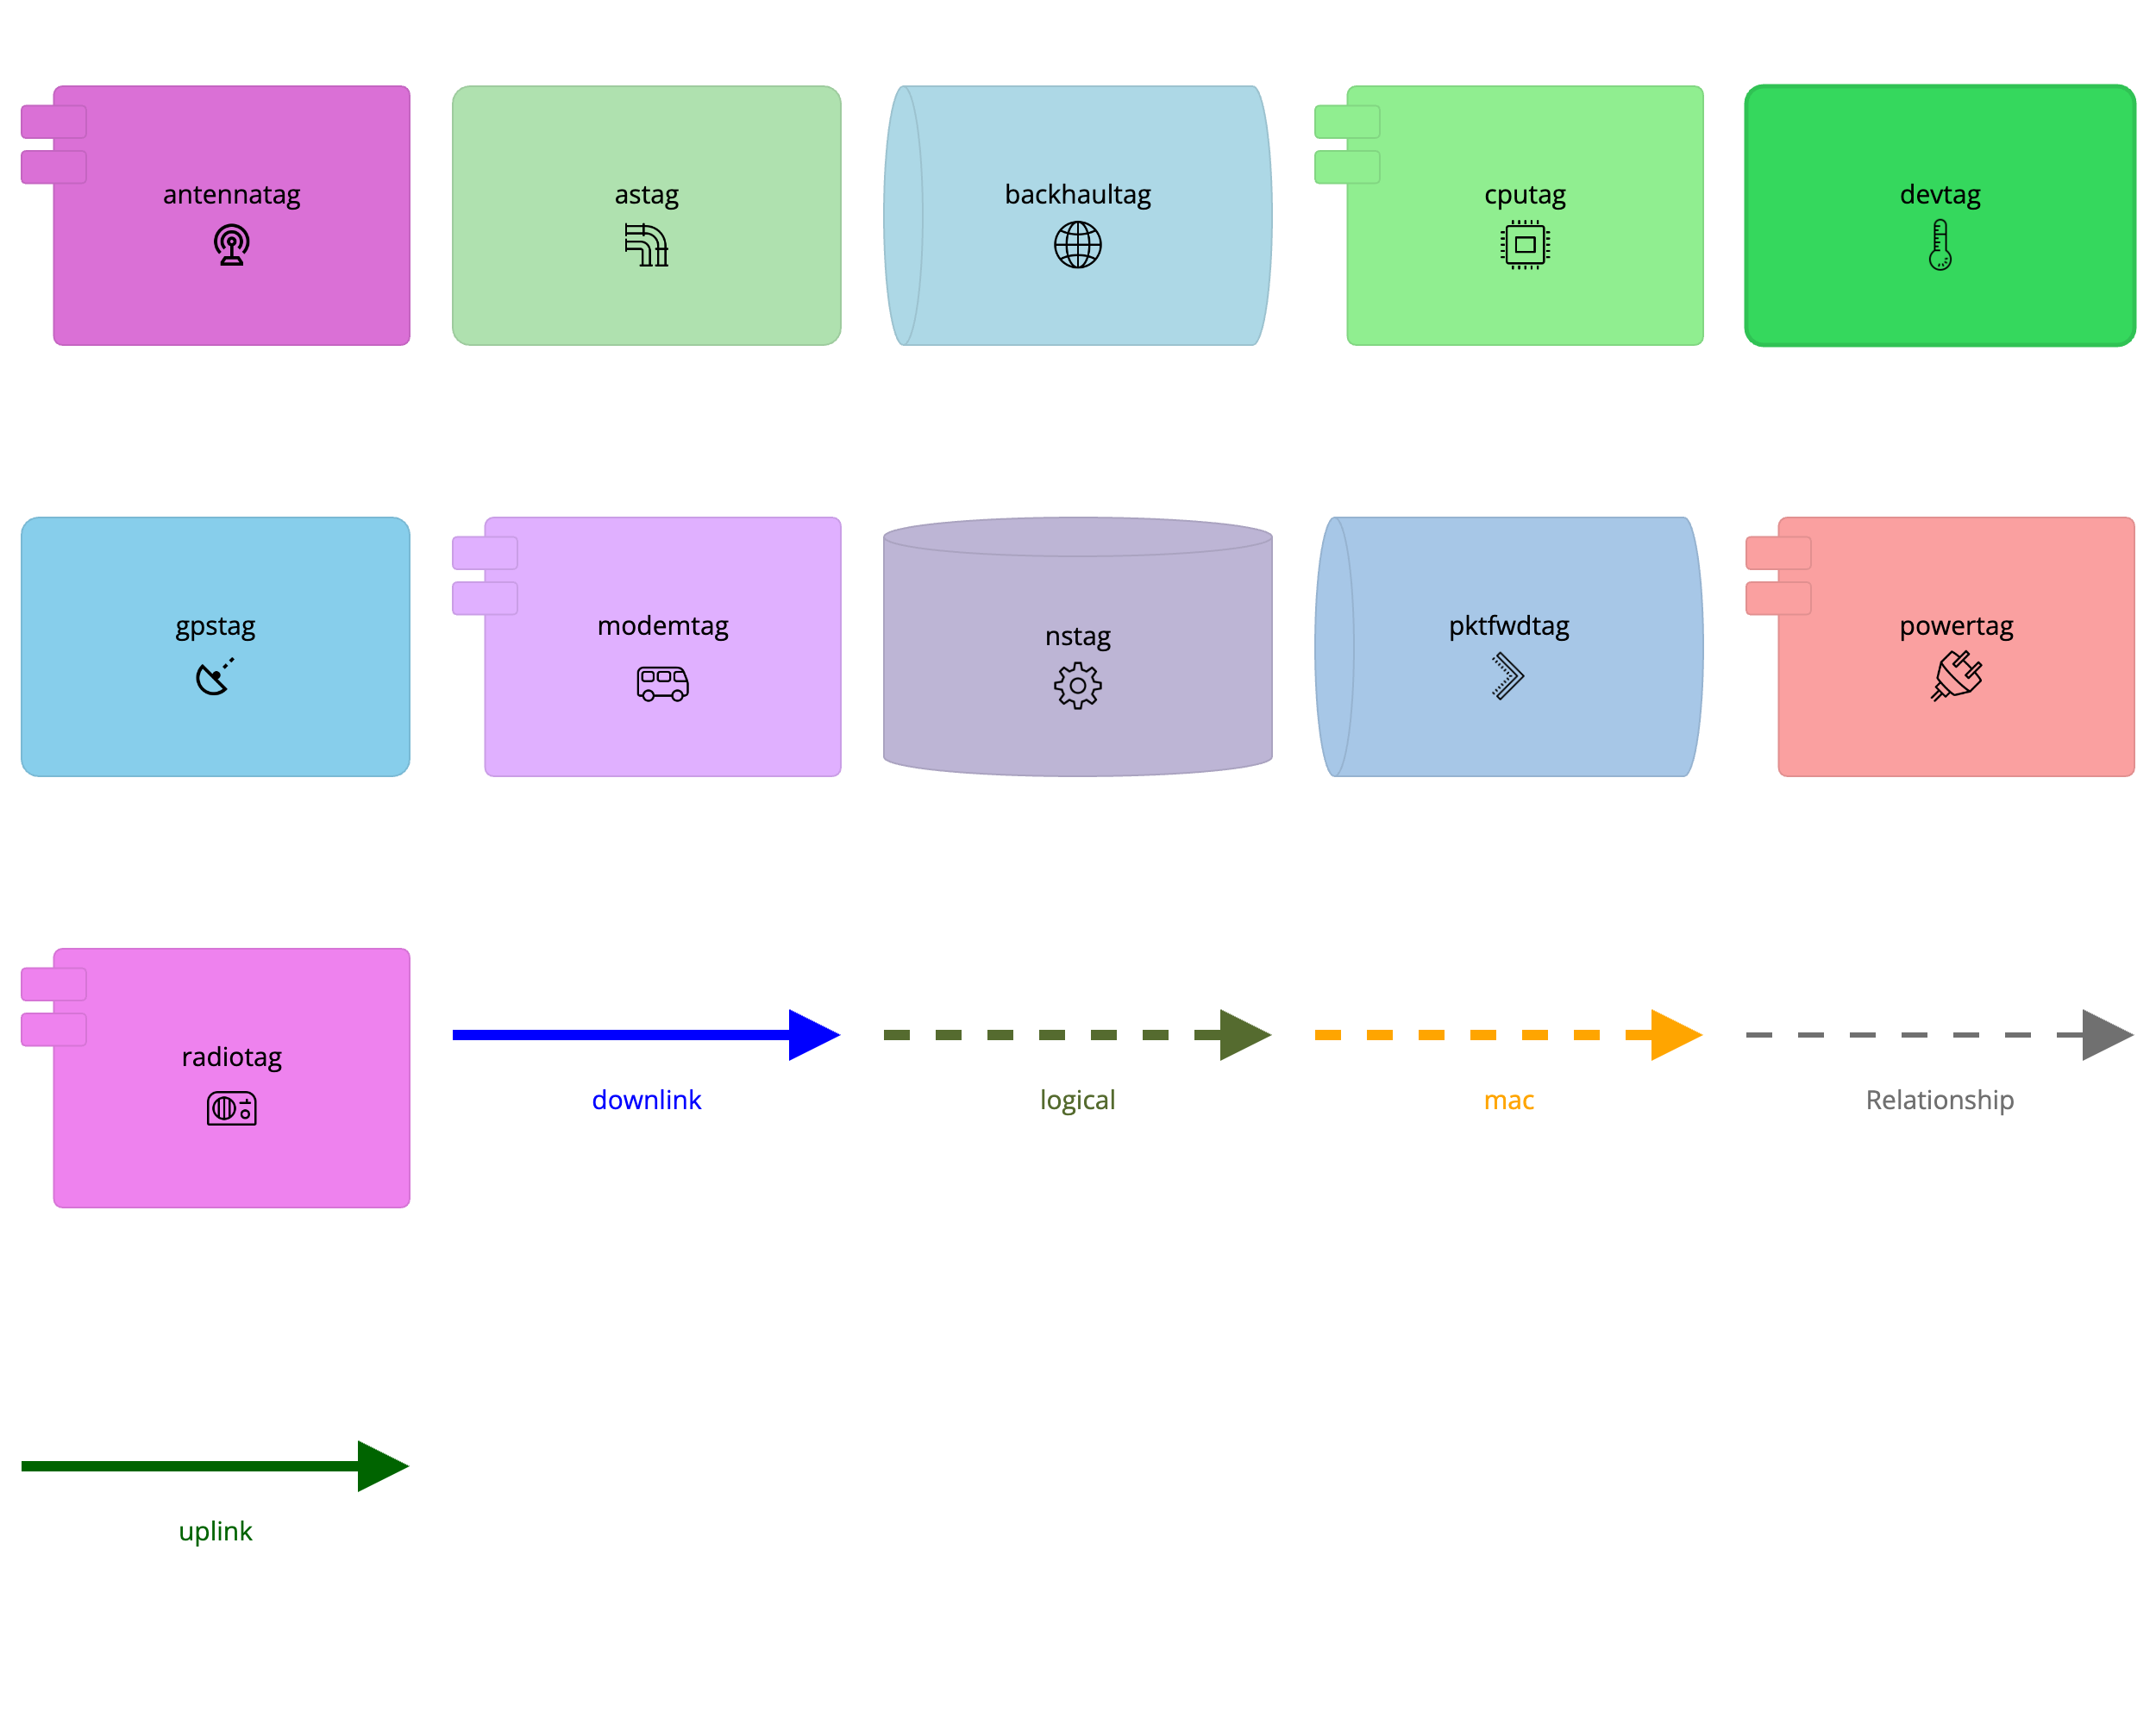 antennatag
astag
backhaultag
cputag
devtag
gpstag
modemtag
nstag
pktfwdtag
powertag
radiotag
downlink
logical
mac
Relationship
uplink